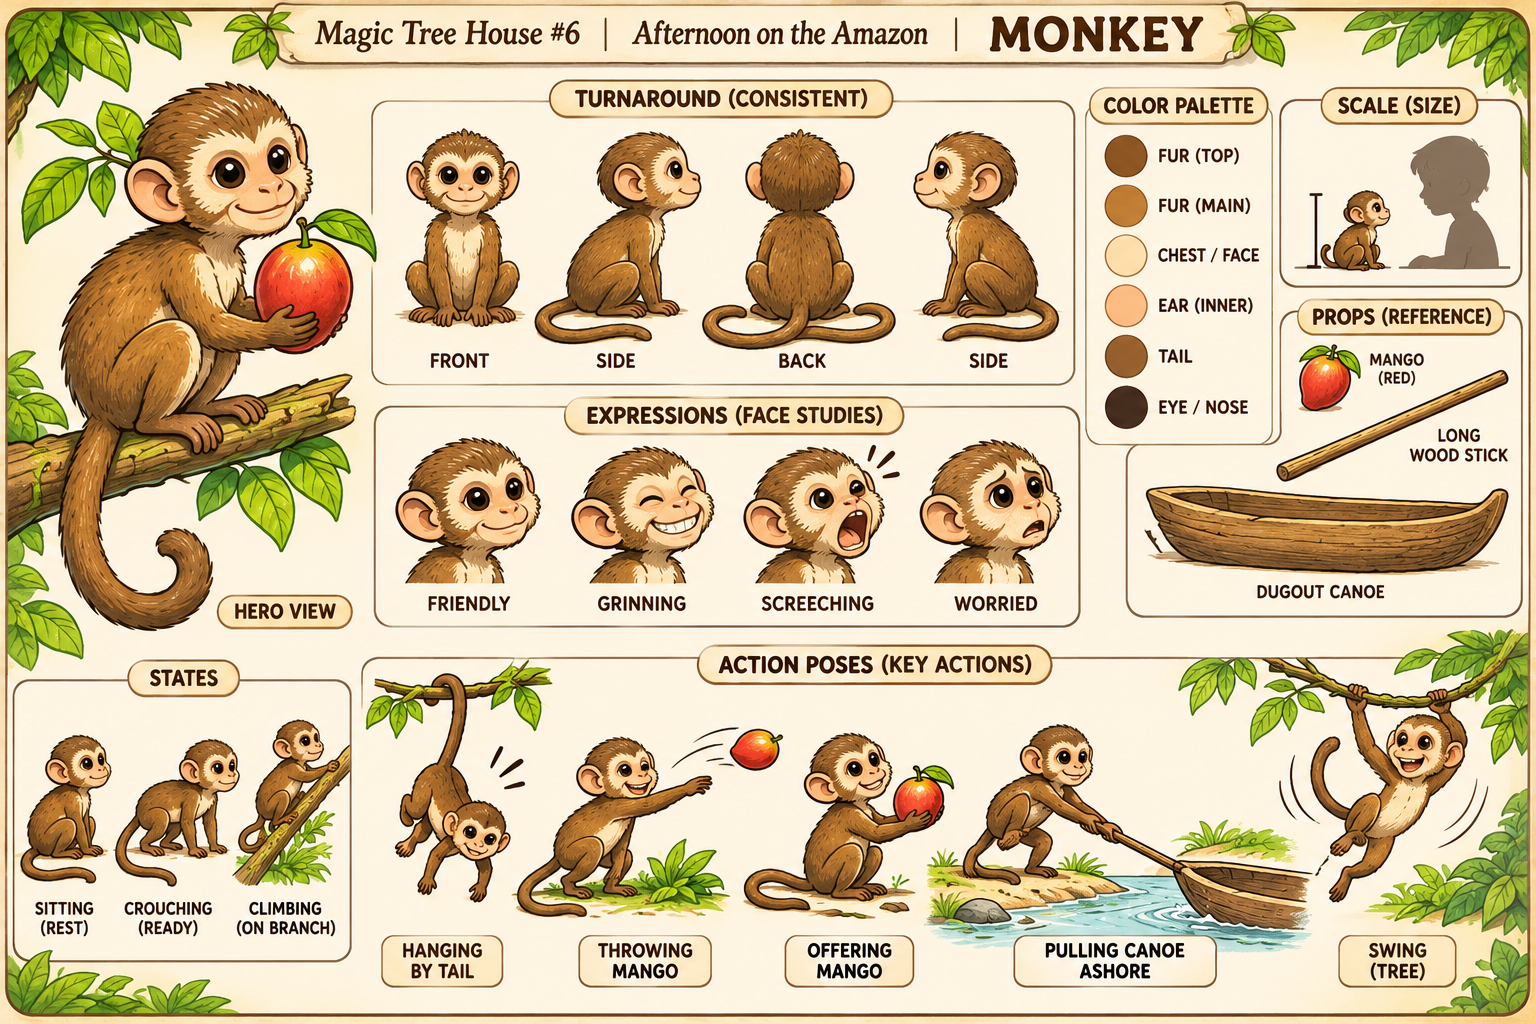 Magic Tree House #6 | Afternoon on the Amazon | MONKEY
HERO VIEW
TURNAROUND (CONSISTENT)
FRONT
SIDE
BACK
SIDE
COLOR PALETTE
FUR (TOP)
FUR (MAIN)
CHEST / FACE
EAR (INNER)
TAIL
EYE / NOSE
SCALE (SIZE)
PROPS (REFERENCE)
MANGO
(RED)
LONG
WOOD STICK
DUGOUT CANOE
EXPRESSIONS (FACE STUDIES)
FRIENDLY
GRINNING
SCREECHING
WORRIED
STATES
SITTING
(REST)
CROUCHING
(READY)
CLIMBING
(ON BRANCH)
ACTION POSES (KEY ACTIONS)
HANGING
BY TAIL
THROWING
MANGO
OFFERING
MANGO
PULLING CANOE
ASHORE
SWING
(TREE)